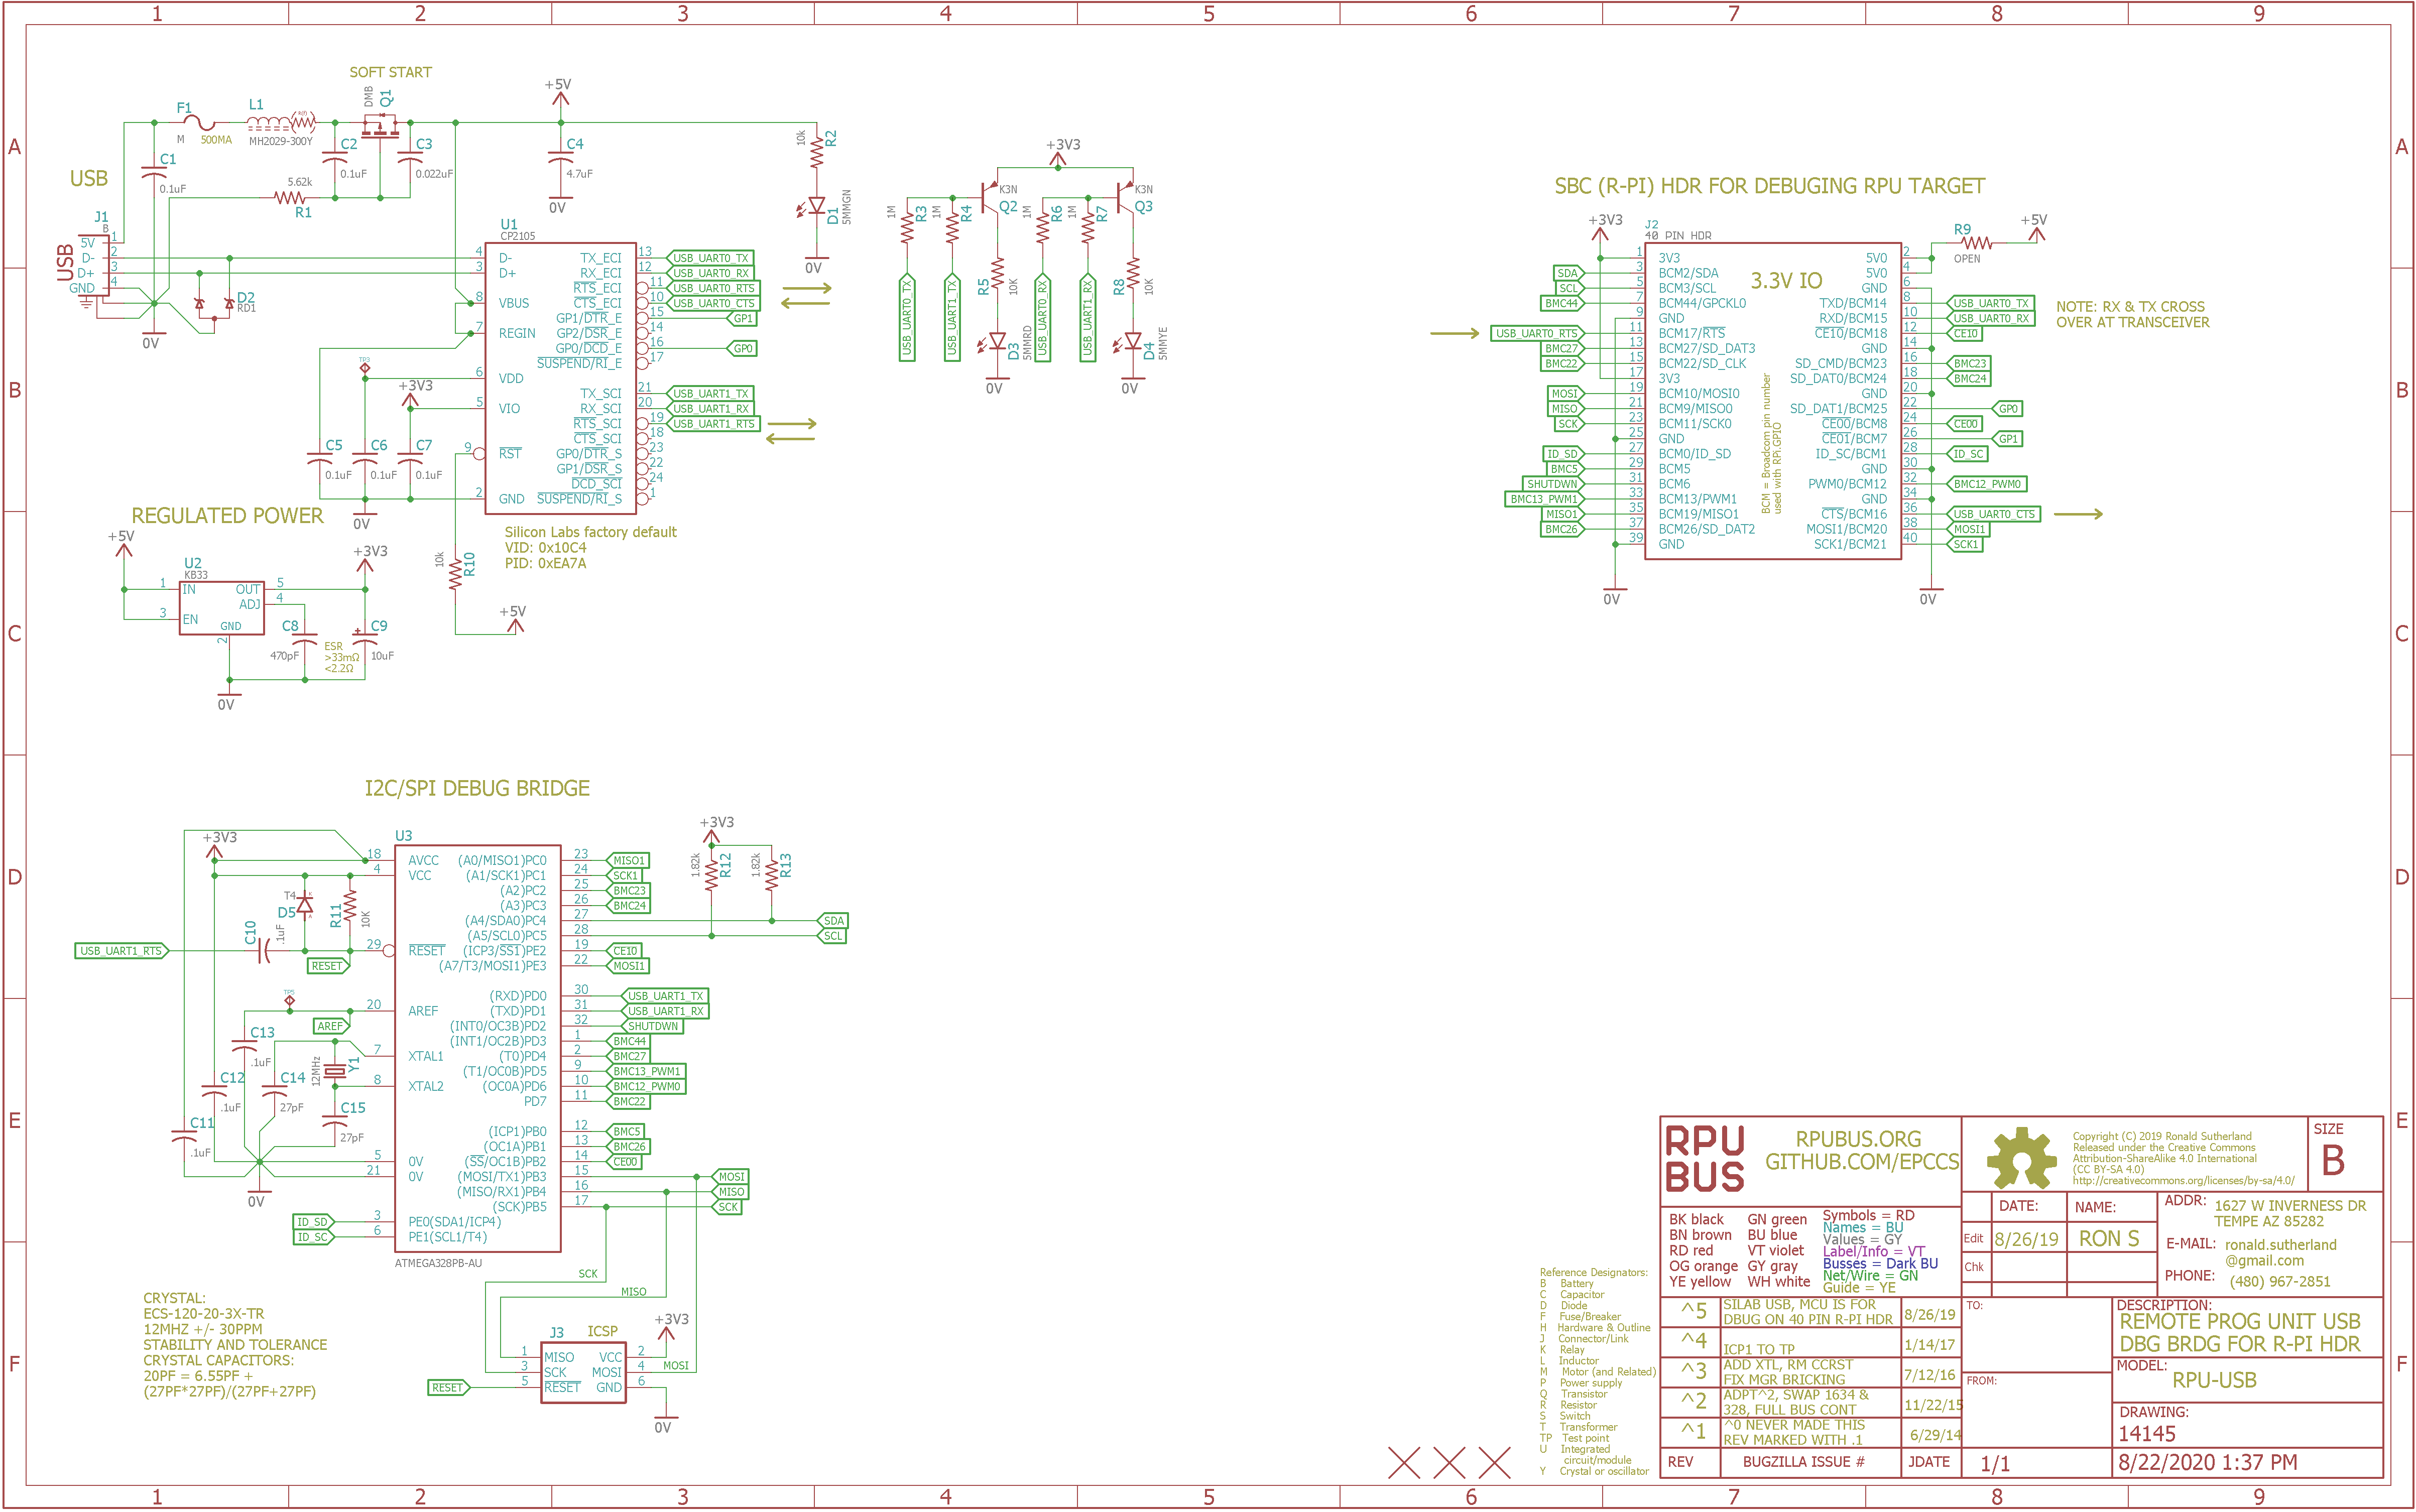 1 2 3 4 5 6 7 8 9
A
B
C
D
E
F
SOFT START
USB
F1
M 500MA
L1
R(f)
MH2029-300Y
DMB
Q1
+5V
C1
0.1uF
C2
0.1uF
C3
0.022uF
C4
4.7uF
0V
5.62k
R1
10k
R2
D1
5MMGN
0V
J1
B
USB
5V 1
D- 2
D+ 3
GND 4
D2
RD1
0V
U1
CP2105
4 D-
3 D+
8 VBUS
7 REGIN
6 VDD
5 VIO
9 RST
2 GND
TX_ECI 13 USB_UART0_TX
RX_ECI 12 USB_UART0_RX
RTS_ECI 11 USB_UART0_RTS
CTS_ECI 10 USB_UART0_CTS
GP1/DTR_E 15 GP1
GP2/DSR_E 14
GP0/DCD_E 16 GP0
SUSPEND/RI_E 17
TX_SCI 21 USB_UART1_TX
RX_SCI 20 USB_UART1_RX
RTS_SCI 19 USB_UART1_RTS
CTS_SCI 18
GP0/DTR_S 23
GP1/DSR_S 22
DCD_SCI 24
SUSPEND/RI_S 1
Silicon Labs factory default
VID: 0x10C4
PID: 0xEA7A
TP3
+3V3
C5
0.1uF
C6
0.1uF
C7
0.1uF
0V
10k
R10
+5V
REGULATED POWER
+5V
U2
KB33
1 IN
3 EN
OUT 5
ADJ 4
GND
2
+3V3
C8
470pF
ESR
>33mΩ
<2.2Ω
C9
10uF
0V
+3V3
K3N
Q2
K3N
Q3
1M
R3
1M
R4
1M
R6
1M
R7
R5
10K
R8
10K
USB_UART0_TX
USB_UART1_TX
USB_UART0_RX
USB_UART1_RX
D3
5MMRD
D4
5MMYE
0V
0V
SBC (R-PI) HDR FOR DEBUGING RPU TARGET
+3V3
J2
40 PIN HDR
R9
OPEN
+5V
3.3V IO
BCM = Broadcom pin number
used with RPi.GPIO
1 3V3
SDA 3 BCM2/SDA
SCL 5 BCM3/SCL
BMC44 7 BCM44/GPCKL0
9 GND
USB_UART0_RTS 11 BCM17/RTS
BMC27 13 BCM27/SD_DAT3
BMC22 15 BCM22/SD_CLK
17 3V3
MOSI 19 BCM10/MOSI0
MISO 21 BCM9/MISO0
SCK 23 BCM11/SCK0
25 GND
ID_SD 27 BCM0/ID_SD
BMC5 29 BCM5
SHUTDWN 31 BCM6
BMC13_PWM1 33 BCM13/PWM1
MISO1 35 BCM19/MISO1
BMC26 37 BCM26/SD_DAT2
39 GND
5V0 2
5V0 4
GND 6
TXD/BCM14 8 USB_UART0_TX
RXD/BCM15 10 USB_UART0_RX
CE10/BCM18 12 CE10
GND 14
SD_CMD/BCM23 16 BMC23
SD_DAT0/BCM24 18 BMC24
GND 20
SD_DAT1/BCM25 22 GP0
CE00/BCM8 24 CE00
CE01/BCM7 26 GP1
ID_SC/BCM1 28 ID_SC
GND 30
PWM0/BCM12 32 BMC12_PWM0
GND 34
CTS/BCM16 36 USB_UART0_CTS
MOSI1/BCM20 38 MOSI1
SCK1/BCM21 40 SCK1
0V
0V
NOTE: RX & TX CROSS
OVER AT TRANSCEIVER
I2C/SPI DEBUG BRIDGE
+3V3
U3
18 AVCC
4 VCC
29 RESET
20 AREF
7 XTAL1
8 XTAL2
5 0V
21 0V
ID_SD 3 PE0(SDA1/ICP4)
ID_SC 6 PE1(SCL1/T4)
ATMEGA328PB-AU
(A0/MISO1)PC0 23 MISO1
(A1/SCK1)PC1 24 SCK1
(A2)PC2 25 BMC23
(A3)PC3 26 BMC24
(A4/SDA0)PC4 27 SDA
(A5/SCL0)PC5 28 SCL
(ICP3/SS1)PE2 19 CE10
(A7/T3/MOSI1)PE3 22 MOSI1
(RXD)PD0 30 USB_UART1_TX
(TXD)PD1 31 USB_UART1_RX
(INT0/OC3B)PD2 32 SHUTDWN
(INT1/OC2B)PD3 1 BMC44
(T0)PD4 2 BMC27
(T1/OC0B)PD5 9 BMC13_PWM1
(OC0A)PD6 10 BMC12_PWM0
PD7 11 BMC22
(ICP1)PB0 12 BMC5
(OC1A)PB1 13 BMC26
(SS/OC1B)PB2 14 CE00
(MOSI/TX1)PB3 15 MOSI
(MISO/RX1)PB4 16 MISO
(SCK)PB5 17 SCK
+3V3
1.82k
R12
1.82k
R13
T4
K
A
D5
R11
10K
C10
.1uF
USB_UART1_RTS
RESET
TP5
AREF
C13
.1uF
C12
.1uF
C14
27pF
12MHz
Y1
C15
27pF
C11
.1uF
0V
SCK
MISO
MOSI
J3
ICSP
+3V3
1 MISO VCC 2
3 SCK MOSI 4
RESET 5 RESET GND 6
0V
CRYSTAL:
ECS-120-20-3X-TR
12MHZ +/- 30PPM
STABILITY AND TOLERANCE
CRYSTAL CAPACITORS:
20PF = 6.55PF +
(27PF*27PF)/(27PF+27PF)
Reference Designators:
B Battery
C Capacitor
D Diode
F Fuse/Breaker
H Hardware & Outline
J Connector/Link
K Relay
L Inductor
M Motor (and Related)
P Power supply
Q Transistor
R Resistor
S Switch
T Transformer
TP Test point
U Integrated
circuit/module
Y Crystal or oscillator
RPU
BUS
RPUBUS.ORG
GITHUB.COM/EPCCS
Copyright (C) 2019 Ronald Sutherland
Released under the Creative Commons
Attribution-ShareAlike 4.0 International
(CC BY-SA 4.0)
http://creativecommons.org/licenses/by-sa/4.0/
SIZE
B
BK black GN green
BN brown BU blue
RD red VT violet
OG orange GY gray
YE yellow WH white
Symbols = RD
Names = BU
Values = GY
Label/Info = VT
Busses = Dark BU
Net/Wire = GN
Guide = YE
DATE: NAME:
Edit 8/26/19 RON S
Chk
ADDR: 1627 W INVERNESS DR
TEMPE AZ 85282
E-MAIL: ronald.sutherland
@gmail.com
PHONE: (480) 967-2851
^5 SILAB USB, MCU IS FOR
DBUG ON 40 PIN R-PI HDR 8/26/19
^4 ICP1 TO TP 1/14/17
^3 ADD XTL, RM CCRST
FIX MGR BRICKING 7/12/16
^2 ADPT^2, SWAP 1634 &
328, FULL BUS CONT 11/22/15
^1 ^0 NEVER MADE THIS
REV MARKED WITH .1 6/29/14
REV BUGZILLA ISSUE # JDATE
TO:
FROM:
1/1
DESCRIPTION:
REMOTE PROG UNIT USB
DBG BRDG FOR R-PI HDR
MODEL:
RPU-USB
DRAWING:
14145
8/22/2020 1:37 PM
A
B
C
D
E
F
1 2 3 4 5 6 7 8 9